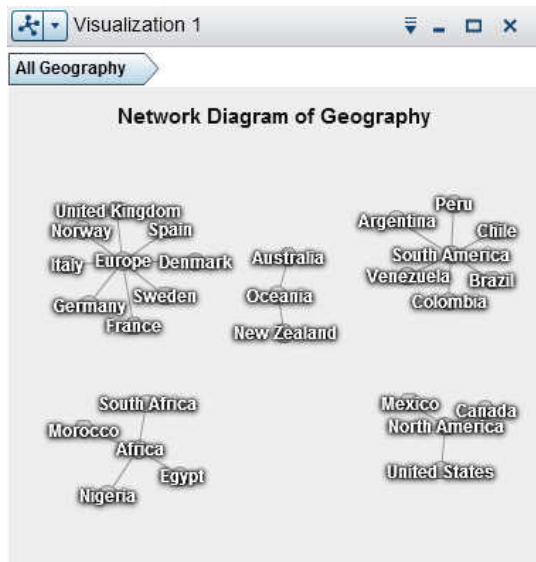 Visualization 1
All Geography
Network Diagram of Geography
United Kingdom
Norway
Spain
Italy
Europe
Denmark
Germany
Sweden
France
Australia
Oceania
New Zealand
Peru
Argentina
Chile
South America
Venezuela
Brazil
Colombia
South Africa
Morocco
Africa
Egypt
Nigeria
Mexico
Canada
North America
United States